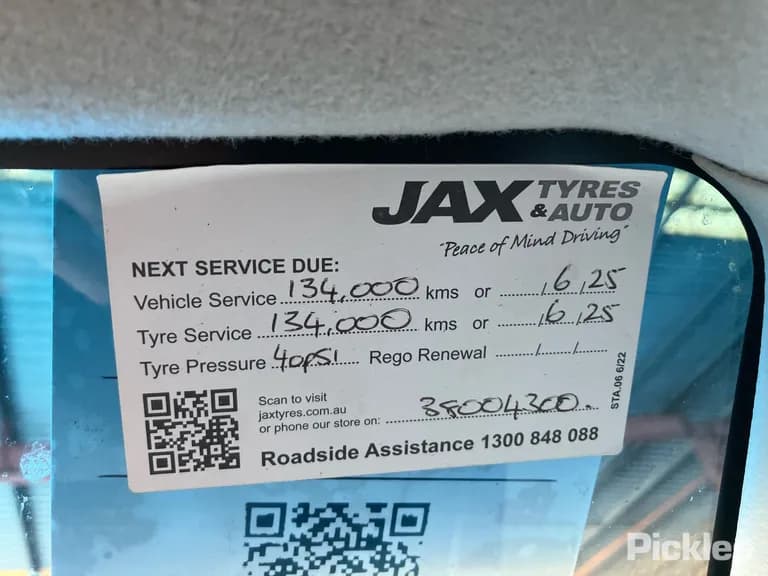 JAX TYRES & AUTO
"Peace of Mind Driving"
NEXT SERVICE DUE:
Vehicle Service 134,000 kms or / 6 / 25
Tyre Service 134,000 kms or / 6 / 25
Tyre Pressure 40psi Rego Renewal / /
Scan to visit
jaxtyres.com.au
or phone our store on: 38004300
Roadside Assistance 1300 848 088
STA.06 6/22
Pickles